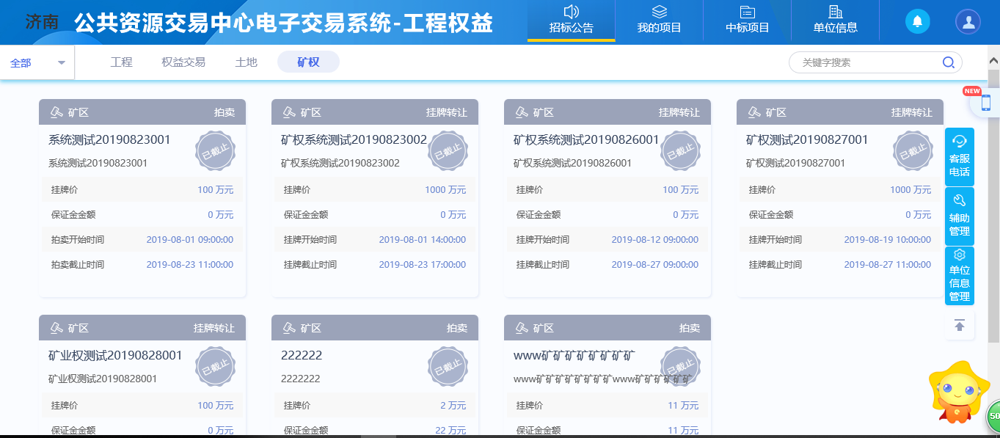 济南 公共资源交易中心电子交易系统-工程权益
招标公告 我的项目 中标项目 单位信息
全部 工程 权益交易 土地 矿权 关键字搜索
NEW
矿区 拍卖
系统测试20190823001
已截止
系统测试20190823001
挂牌价 100 万元
保证金金额 0 万元
拍卖开始时间 2019-08-01 09:00:00
拍卖截止时间 2019-08-23 11:00:00
矿区 挂牌转让
矿权系统测试20190823002
已截止
矿权系统测试20190823002
挂牌价 1000 万元
保证金金额 0 万元
挂牌开始时间 2019-08-01 14:00:00
挂牌截止时间 2019-08-23 17:00:00
矿区 挂牌转让
矿权系统测试20190826001
已截止
矿权系统测试20190826001
挂牌价 100 万元
保证金金额 0 万元
挂牌开始时间 2019-08-12 09:00:00
挂牌截止时间 2019-08-27 09:00:00
矿区 挂牌转让
矿权测试20190827001
已截止
矿权测试20190827001
挂牌价 1000 万元
保证金金额 0 万元
挂牌开始时间 2019-08-19 10:00:00
挂牌截止时间 2019-08-27 11:00:00
客服
电话
辅助
管理
单位
信息
管理
矿区 挂牌转让
矿业权测试20190828001
已截止
矿业权测试20190828001
挂牌价 100 万元
保证金金额 0 万元
矿区 拍卖
222222
已截止
2222222
挂牌价 2 万元
保证金金额 22 万元
矿区 拍卖
www矿矿矿矿矿矿矿矿
已截止
www矿矿矿矿矿矿矿矿www矿矿矿矿矿矿
挂牌价 11 万元
保证金金额 11 万元
50